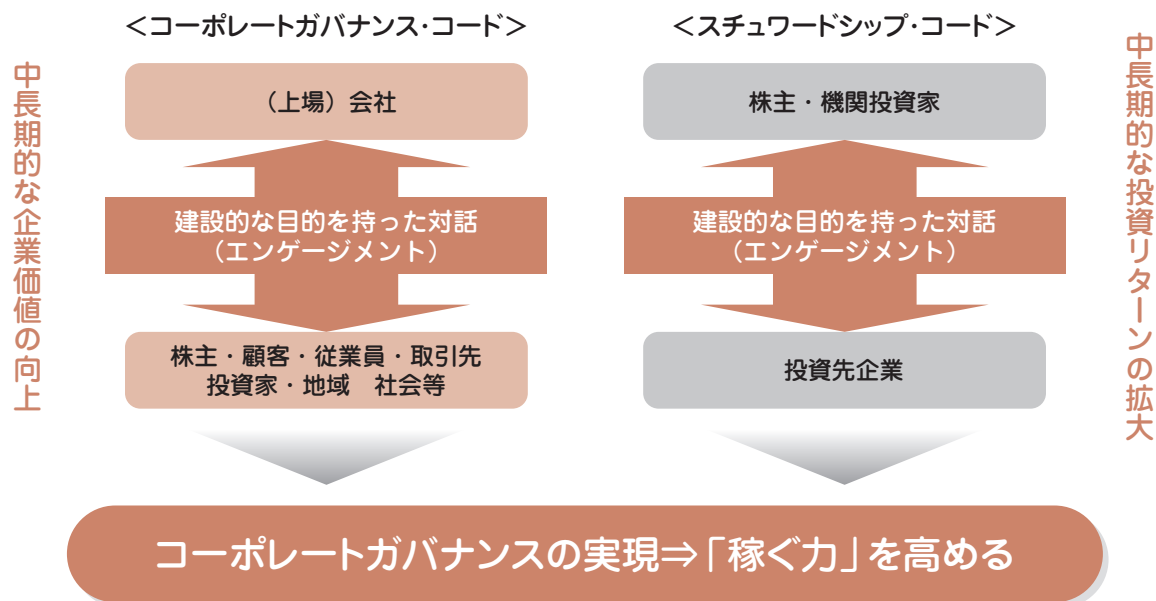 ＜コーポレートガバナンス・コード＞
＜スチュワードシップ・コード＞
中長期的な企業価値の向上
（上場）会社
建設的な目的を持った対話
（エンゲージメント）
株主・顧客・従業員・取引先
投資家・地域　社会等
株主・機関投資家
建設的な目的を持った対話
（エンゲージメント）
投資先企業
中長期的な投資リターンの拡大
コーポレートガバナンスの実現⇒「稼ぐ力」を高める